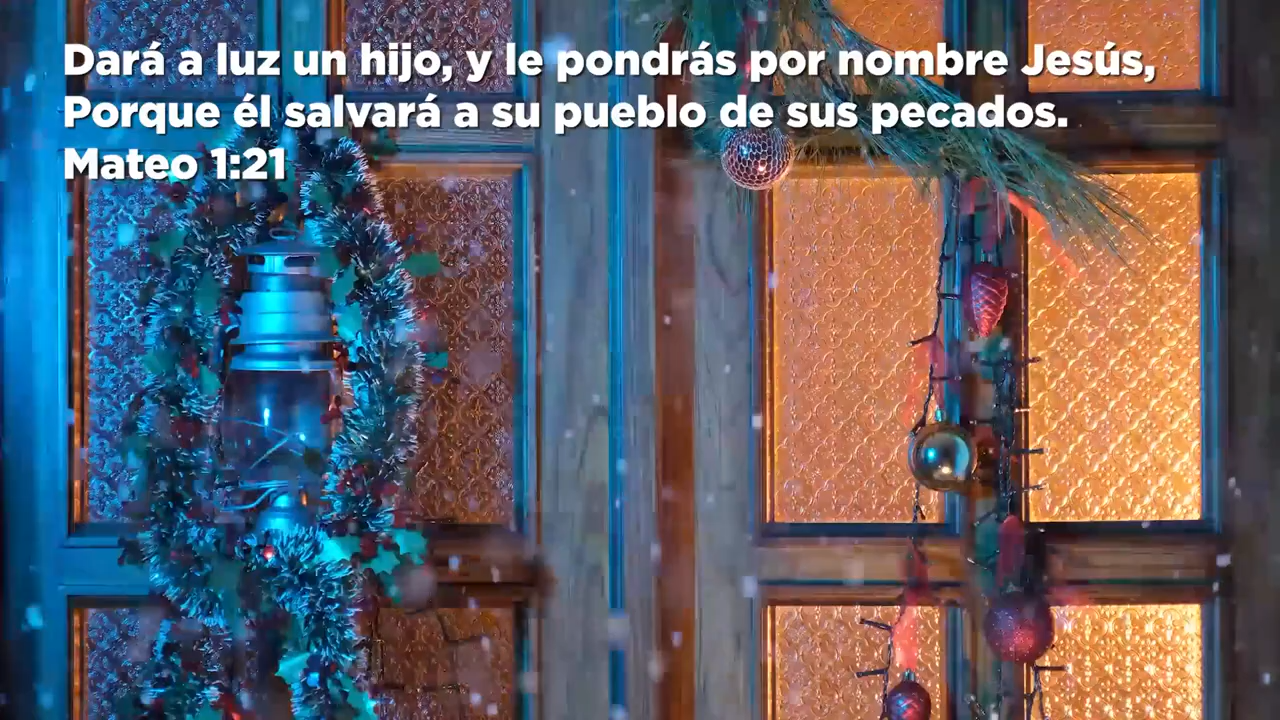 Dará a luz un hijo, y le pondrás por nombre Jesús,
Porque él salvará a su pueblo de sus pecados.
Mateo 1:21